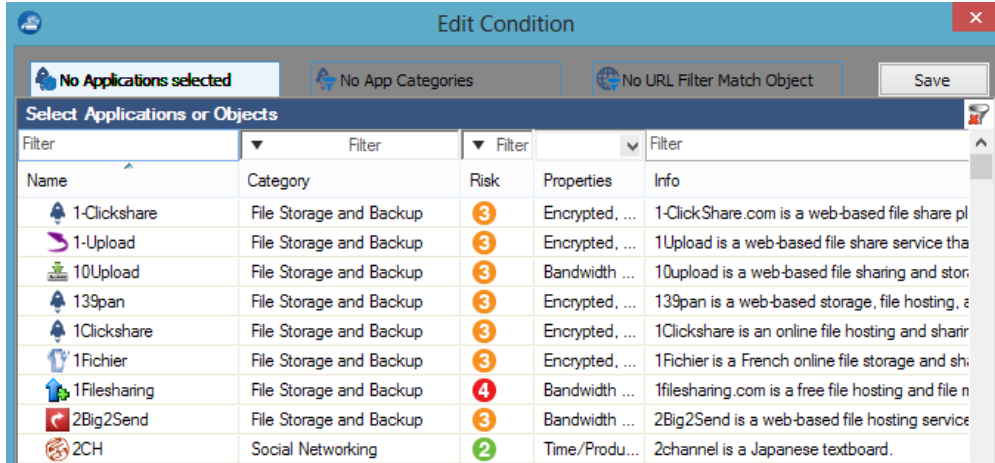 Edit Condition
No Applications selected No App Categories No URL Filter Match Object Save
Select Applications or Objects
Filter Filter Filter Filter
Name Category Risk Properties Info
1-Clickshare File Storage and Backup 3 Encrypted, ... 1-ClickShare.com is a web-based file share pl
1-Upload File Storage and Backup 3 Encrypted, ... 1Upload is a web-based file share service tha
10Upload File Storage and Backup 3 Bandwidth ... 10upload is a web-based file sharing and stor
139pan File Storage and Backup 3 Encrypted, ... 139pan is a web-based storage, file hosting, a
1Clickshare File Storage and Backup 3 Encrypted, ... 1Clickshare is an online file hosting and sharin
1Fichier File Storage and Backup 3 Encrypted, ... 1Fichier is a French online file storage and sha
1Filesharing File Storage and Backup 4 Bandwidth ... 1filesharing.com is a free file hosting and file m
2Big2Send File Storage and Backup 3 Bandwidth ... 2Big2Send is a web-based file hosting service
2CH Social Networking 2 Time/Produ... 2channel is a Japanese textboard.